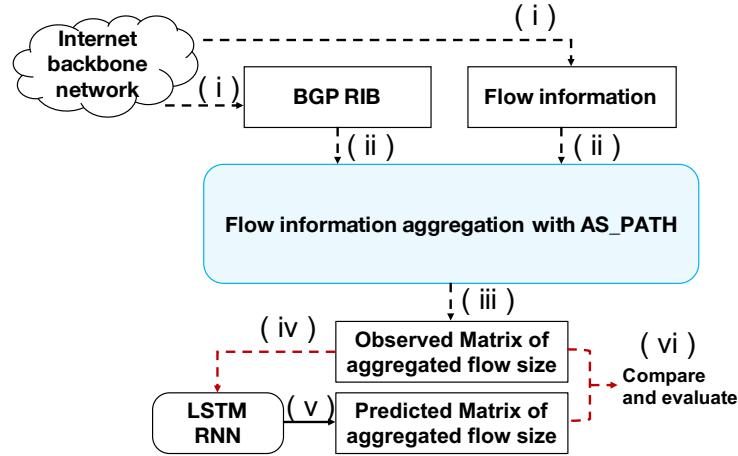 ( i )
Internet
backbone
network
( i )
BGP RIB
Flow information
( ii )
( ii )
Flow information aggregation with AS_PATH
( iii )
( iv )
Observed Matrix of
aggregated flow size
( vi )
Compare
and evaluate
LSTM
RNN
( v )
Predicted Matrix of
aggregated flow size